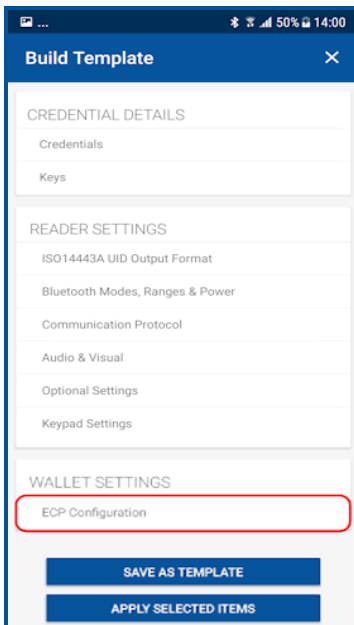 ... 50% 14:00
Build Template ×
CREDENTIAL DETAILS
Credentials
Keys
READER SETTINGS
ISO14443A UID Output Format
Bluetooth Modes, Ranges & Power
Communication Protocol
Audio & Visual
Optional Settings
Keypad Settings
WALLET SETTINGS
ECP Configuration
SAVE AS TEMPLATE
APPLY SELECTED ITEMS